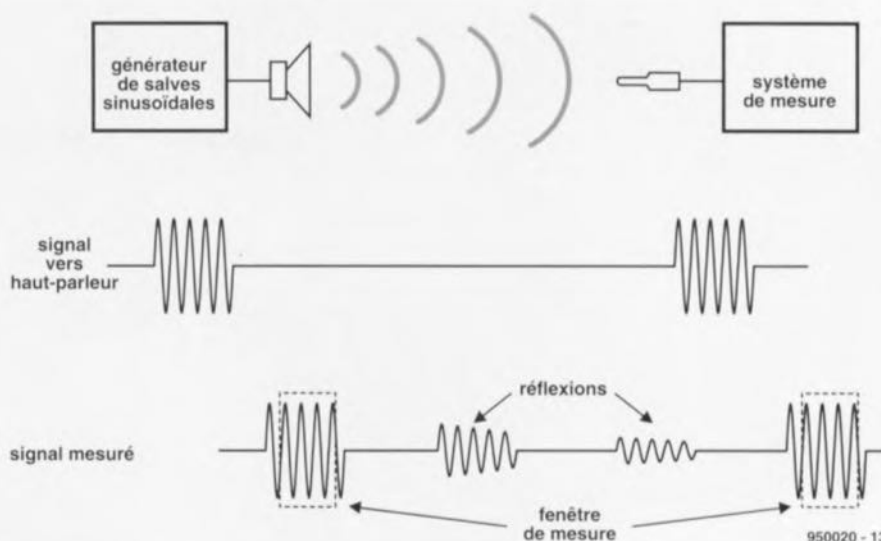 générateur
de salves
sinusoïdales
système
de mesure
signal
vers
haut-parleur
réflexions
signal mesuré
fenêtre
de mesure